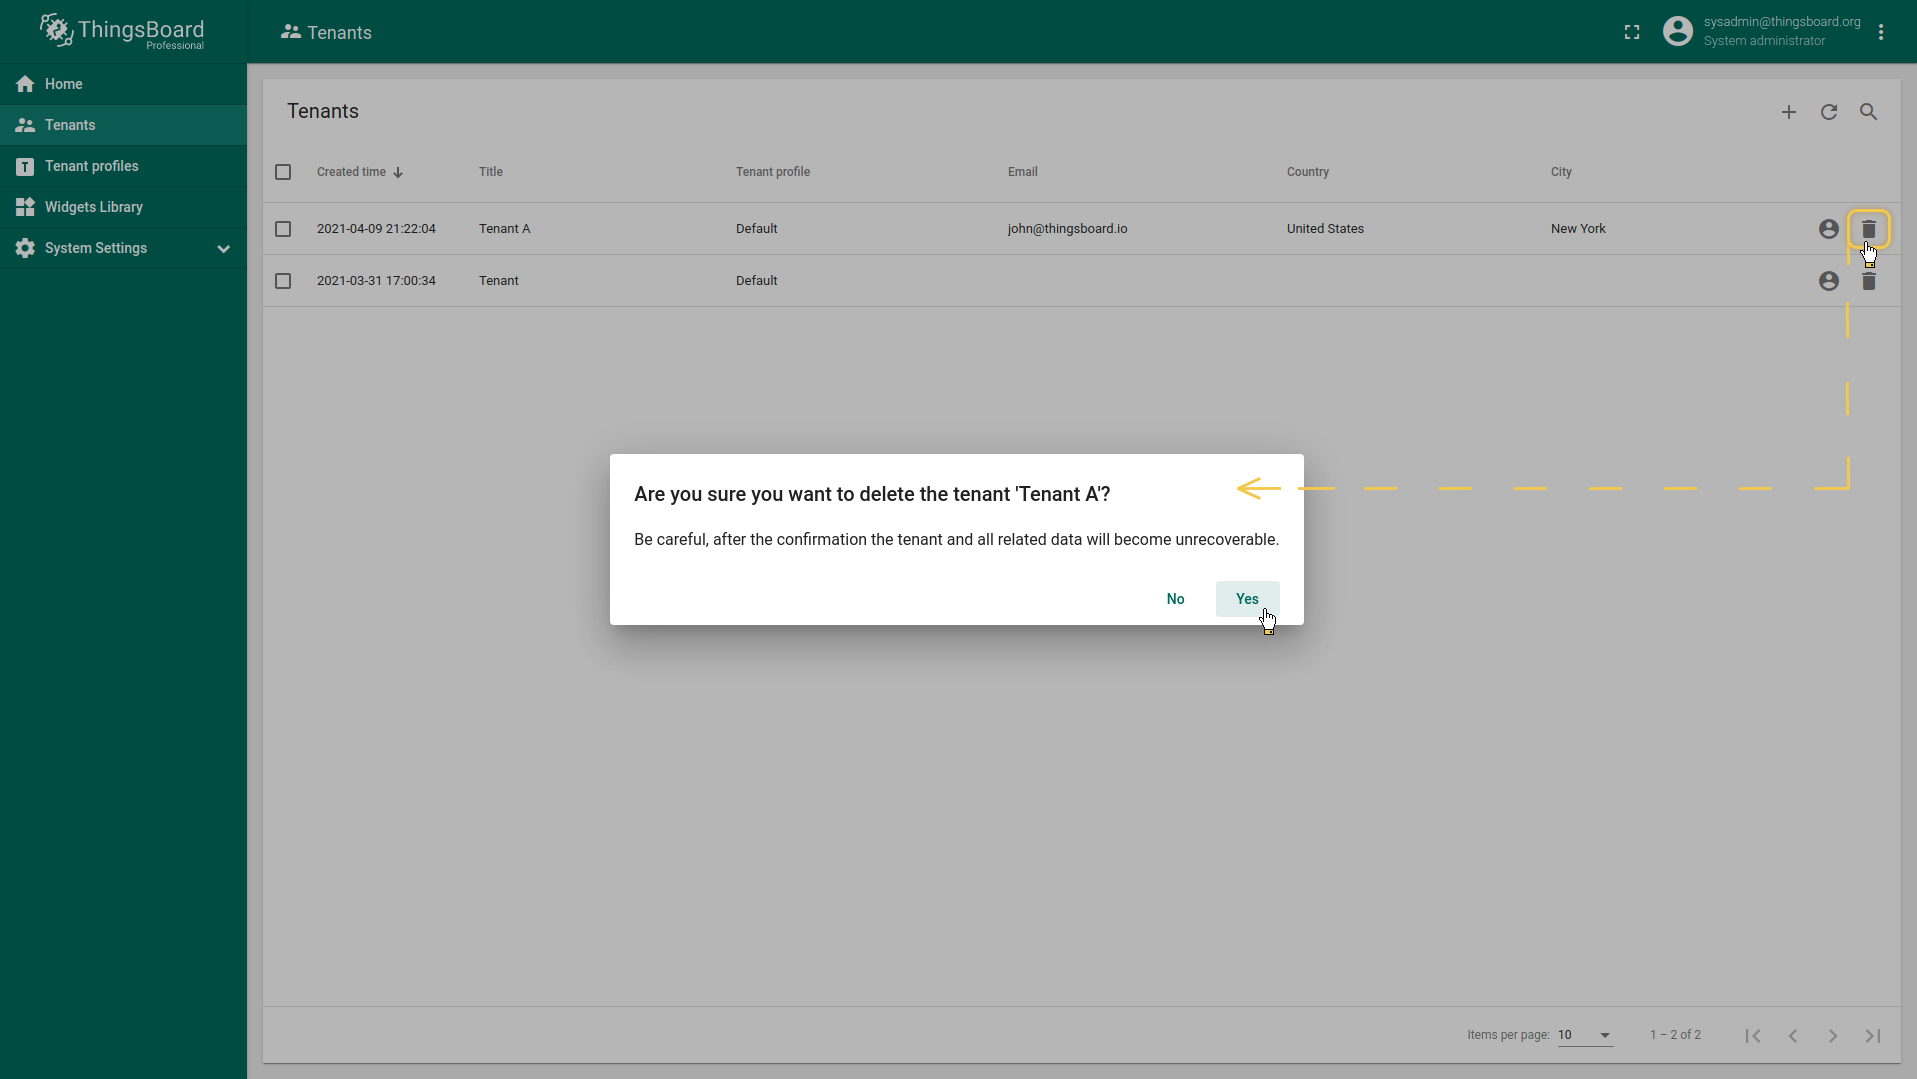 ThingsBoard
Professional
Tenants
sysadmin@thingsboard.org
System administrator
Home
Tenants
Tenant profiles
Widgets Library
System Settings
Tenants
Created time Title Tenant profile Email Country City
2021-04-09 21:22:04 Tenant A Default john@thingsboard.io United States New York
2021-03-31 17:00:34 Tenant Default
Are you sure you want to delete the tenant 'Tenant A'?
Be careful, after the confirmation the tenant and all related data will become unrecoverable.
No Yes
Items per page: 10 1 – 2 of 2